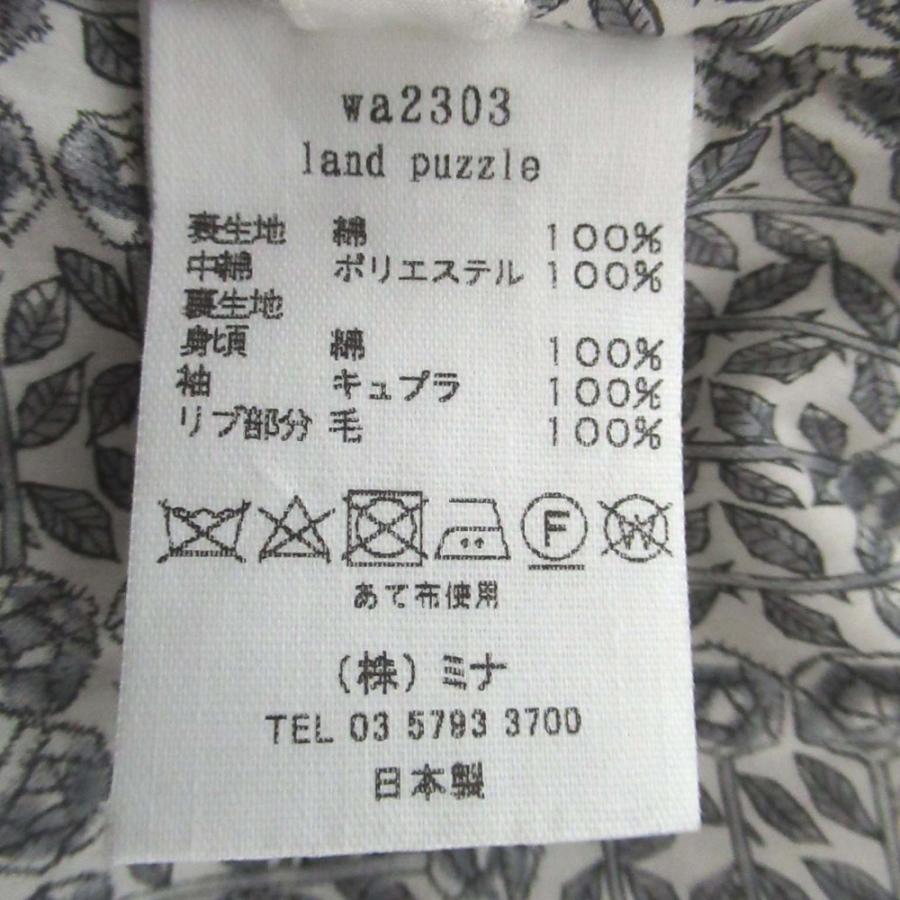 wa2303
land puzzle
表生地 綿 100%
中綿 ポリエステル 100%
裏生地
身頃 綿 100%
袖 キュプラ 100%
リブ部分 毛 100%
F W
あて布使用
(株)ミナ
TEL 03 5793 3700
日本製